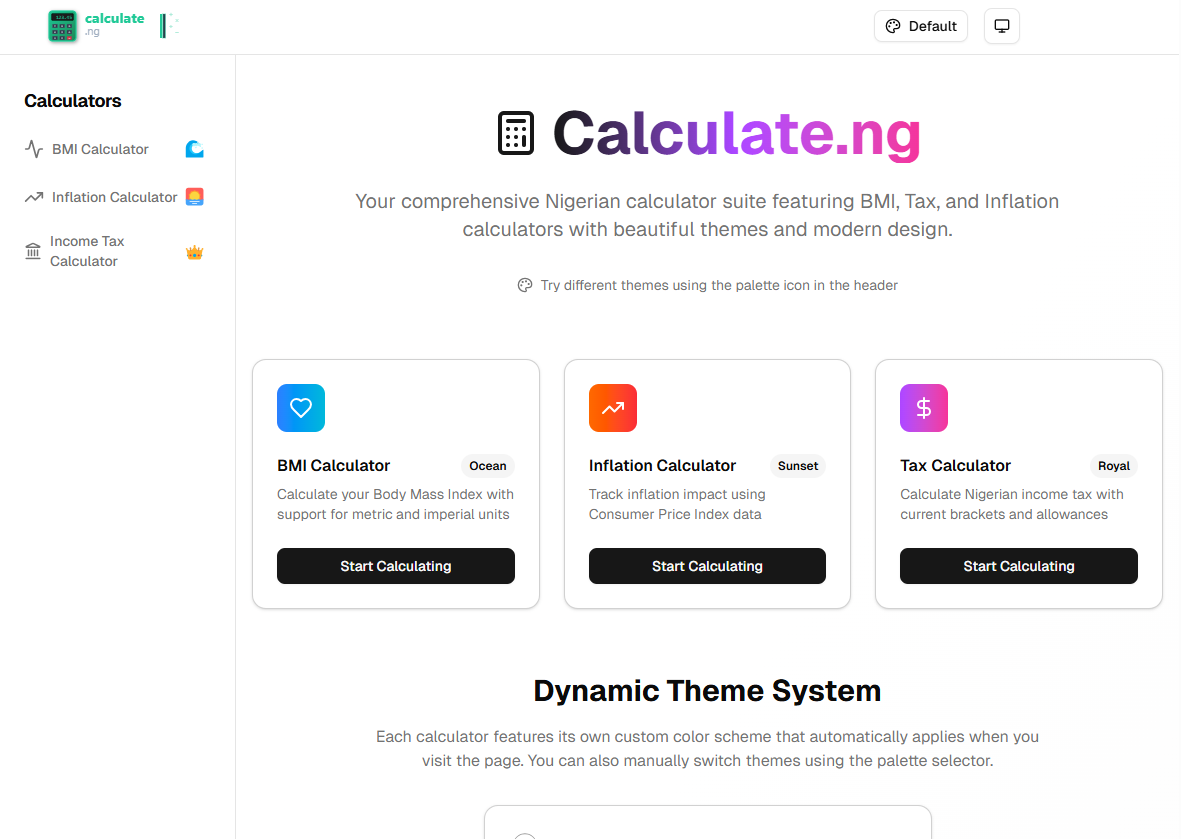 calculate
.ng
Default
Calculators
BMI Calculator
Inflation Calculator
Income Tax
Calculator
Calculate.ng
Your comprehensive Nigerian calculator suite featuring BMI, Tax, and Inflation
calculators with beautiful themes and modern design.
Try different themes using the palette icon in the header
BMI Calculator
Ocean
Calculate your Body Mass Index with
support for metric and imperial units
Start Calculating
Inflation Calculator
Sunset
Track inflation impact using
Consumer Price Index data
Start Calculating
Tax Calculator
Royal
Calculate Nigerian income tax with
current brackets and allowances
Start Calculating
Dynamic Theme System
Each calculator features its own custom color scheme that automatically applies when you
visit the page. You can also manually switch themes using the palette selector.